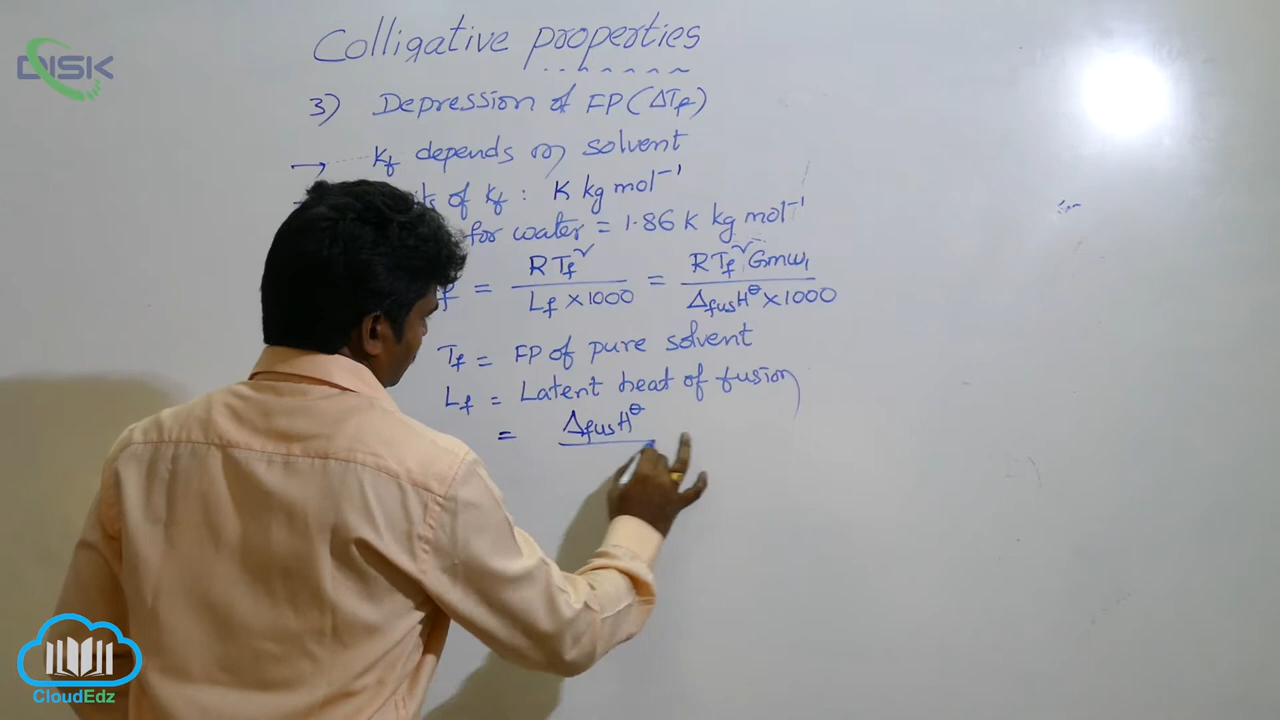 DISK
Colligative properties
3) Depression of FP (ΔTf)
→ Kf depends on solvent
of Kf : K kg mol⁻¹
for water = 1.86 K kg mol⁻¹
f = RTf² / Lf × 1000 = RTf² Gmw₁ / ΔfusH° × 1000
Tf = FP of pure solvent
Lf = Latent heat of fusion
= ΔfusH°
CloudEdz